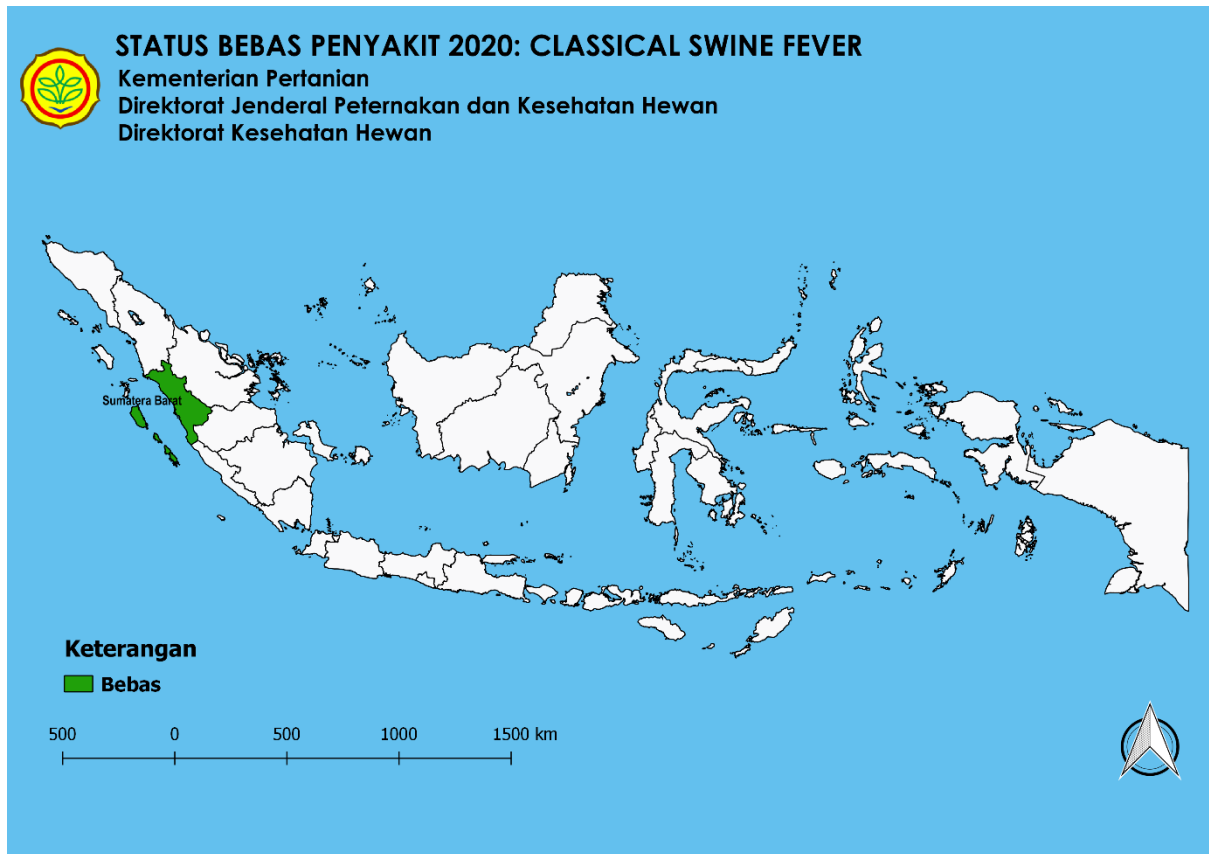 STATUS BEBAS PENYAKIT 2020: CLASSICAL SWINE FEVER
Kementerian Pertanian
Direktorat Jenderal Peternakan dan Kesehatan Hewan
Direktorat Kesehatan Hewan
Sumatera Barat
Keterangan
Bebas
500 0 500 1000 1500 km